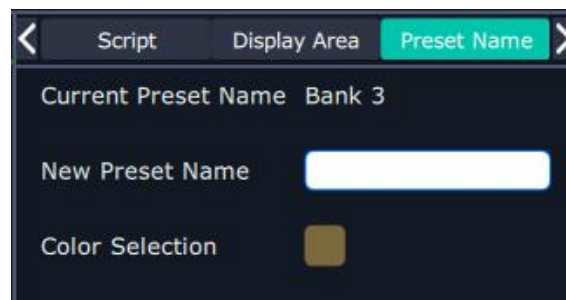 Script Display Area Preset Name
Current Preset Name Bank 3
New Preset Name
Color Selection